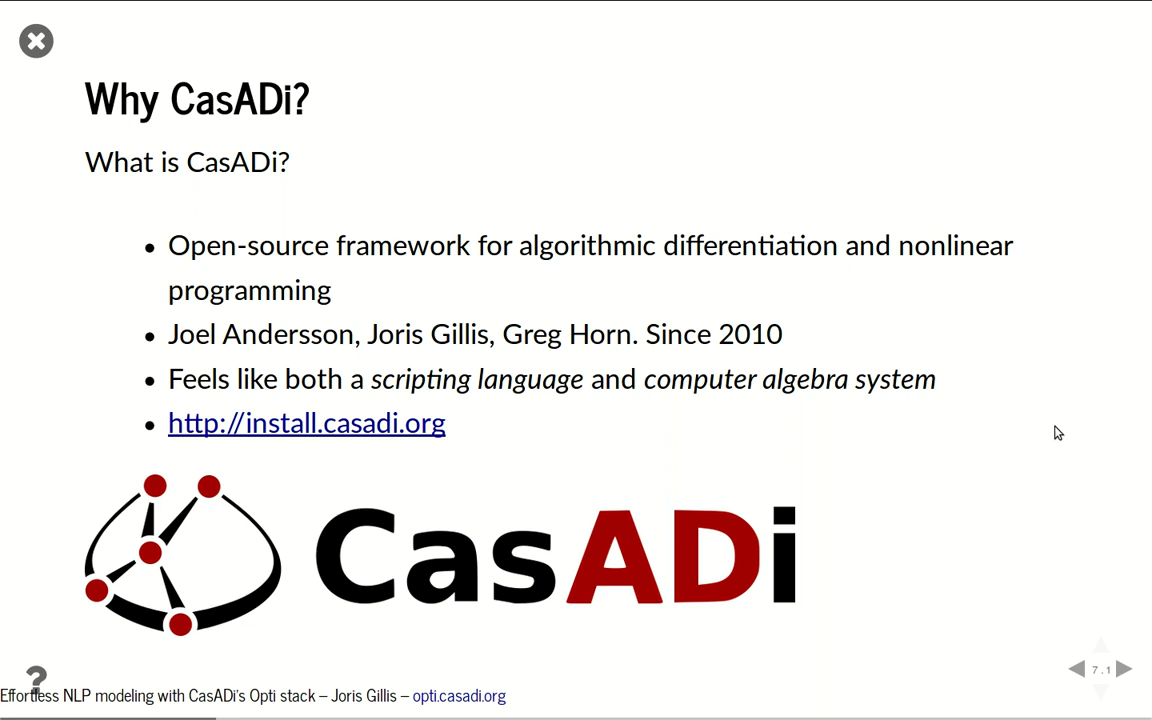 Why CasADi?
What is CasADi?
• Open-source framework for algorithmic differentiation and nonlinear
programming
• Joel Andersson, Joris Gillis, Greg Horn. Since 2010
• Feels like both a scripting language and computer algebra system
• http://install.casadi.org
CasADi
7.1
?
Effortless NLP modeling with CasADi's Opti stack – Joris Gillis – opti.casadi.org